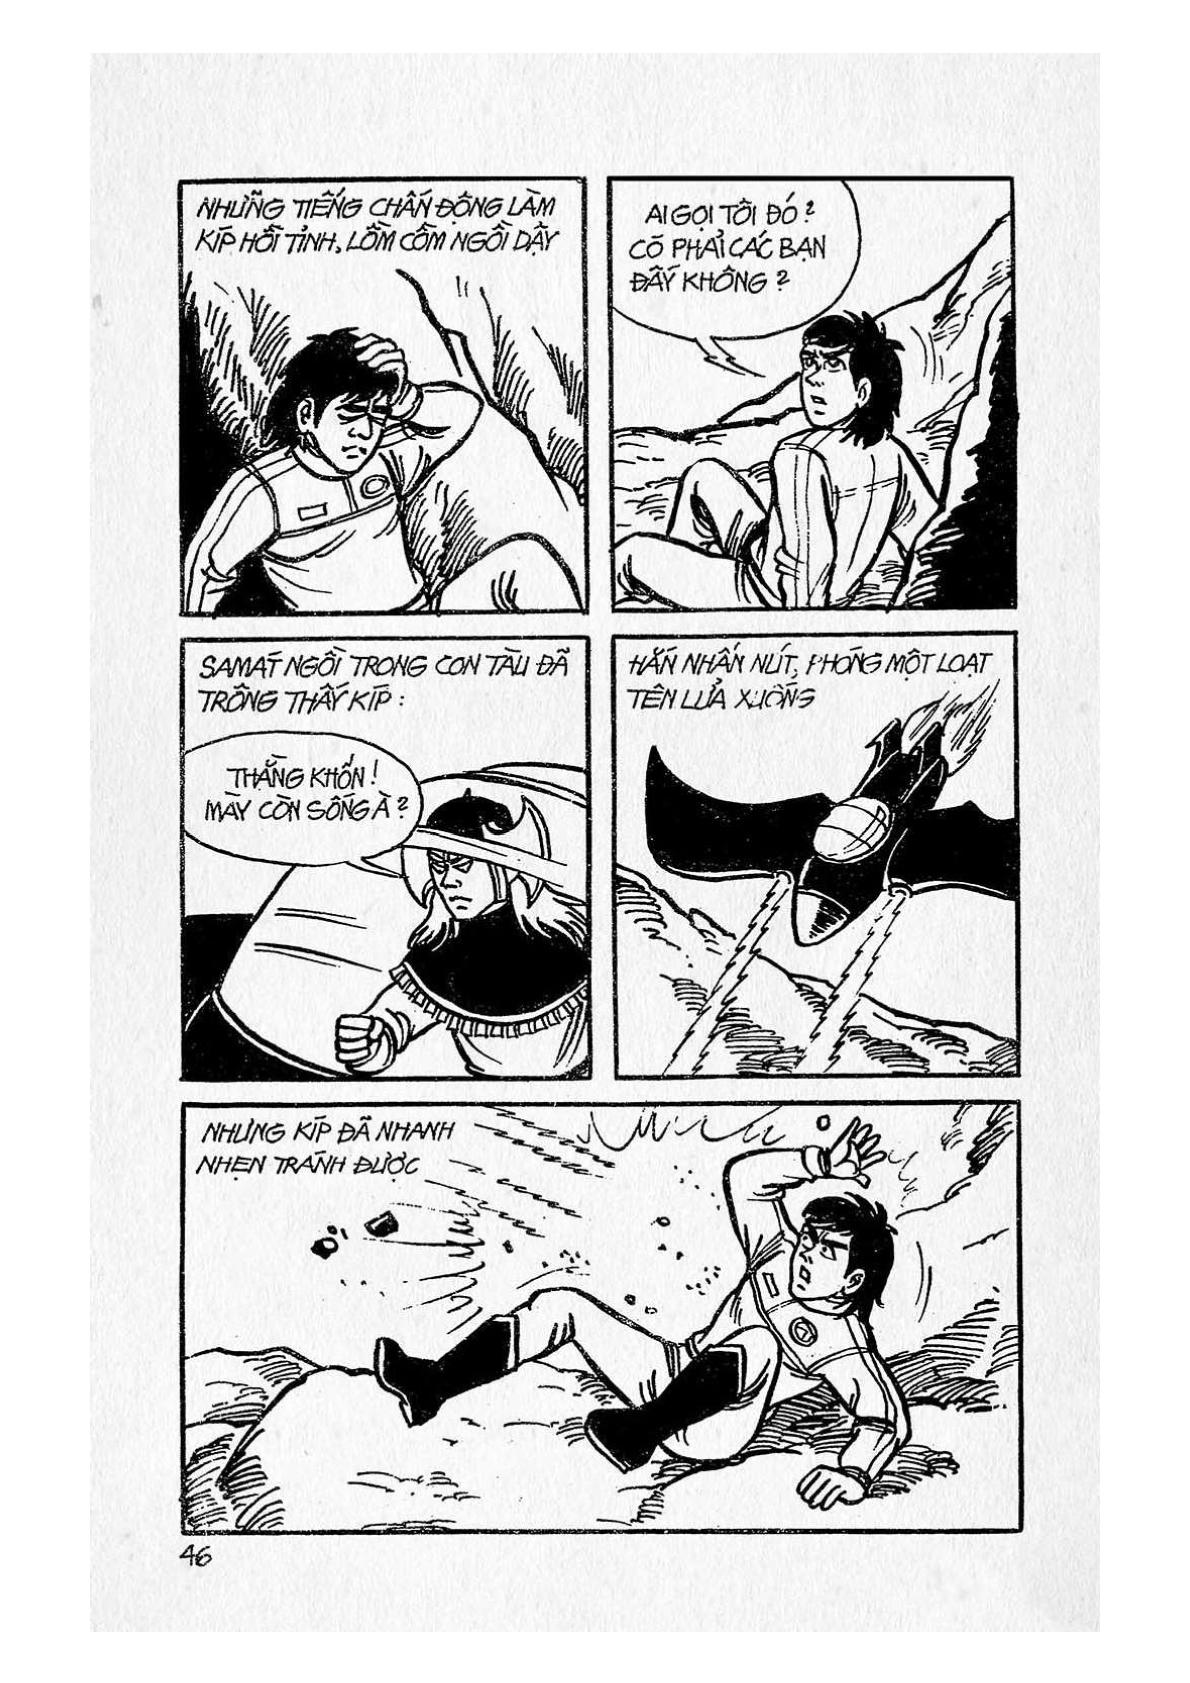 NHỮNG TIẾNG CHẤN ĐỘNG LÀM
KÍP HỒI TỈNH, LỒM CỒM NGỒI DẬY
AI GỌI TÔI ĐÓ?
CÓ PHẢI CÁC BẠN
ĐẤY KHÔNG?
SAMÁT NGỒI TRONG CON TÀU ĐÃ
TRÔNG THẤY KÍP:
THẰNG KHỐN!
MÀY CÒN SỐNG À?
HẮN NHẤN NÚT, PHÓNG MỘT LOẠT
TÊN LỬA XUỐNG
NHƯNG KÍP ĐÃ NHANH
NHẸN TRÁNH ĐƯỢC
46